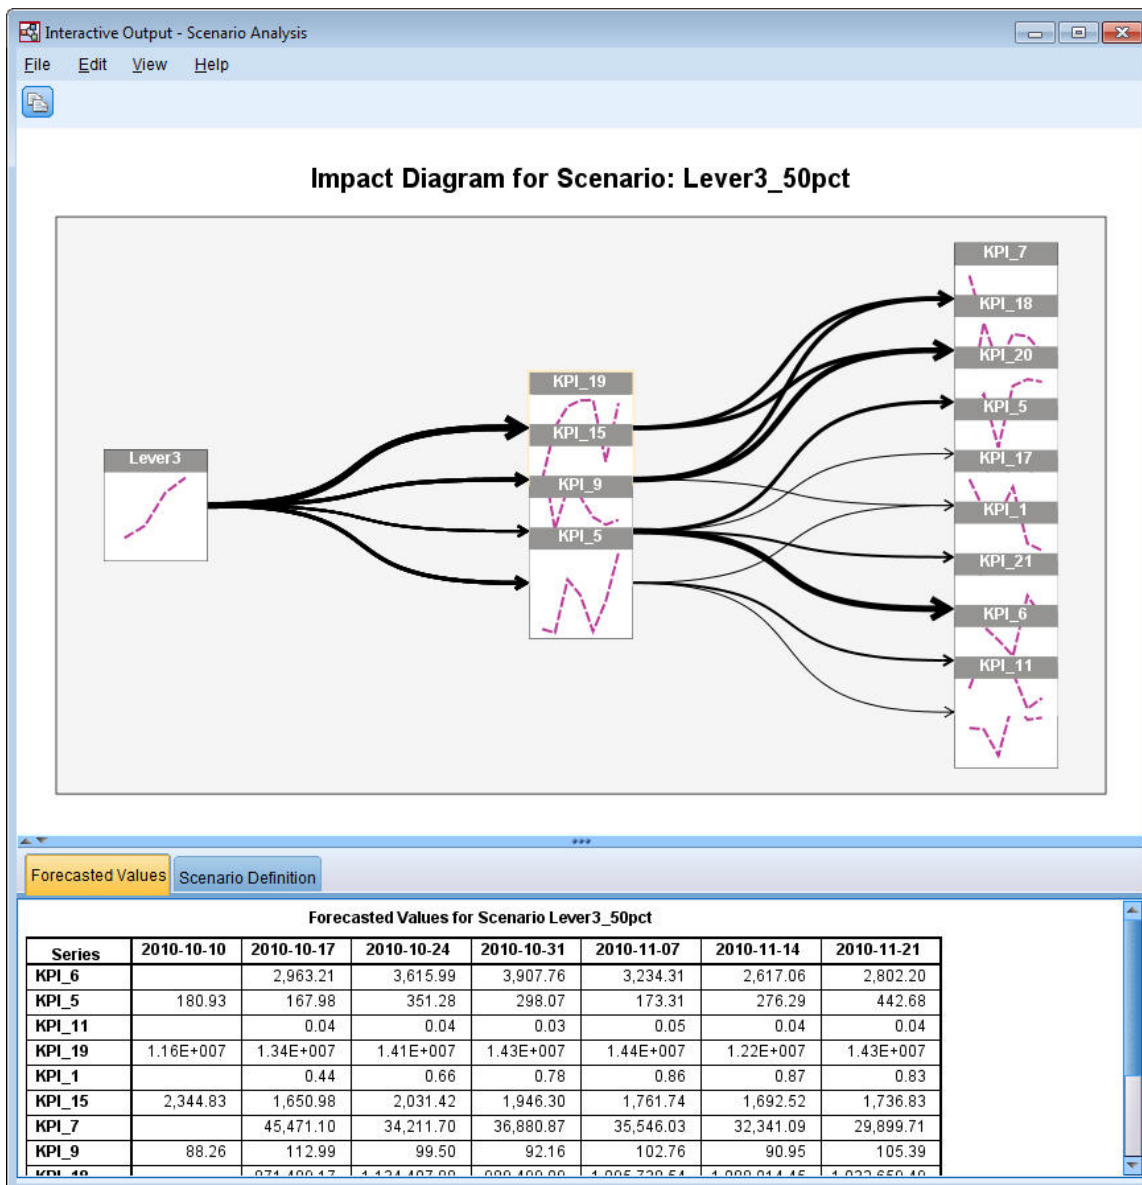 Interactive Output - Scenario Analysis
File Edit View Help
Impact Diagram for Scenario: Lever3_50pct
Lever3
KPI_19
KPI_15
KPI_9
KPI_5
KPI_7
KPI_18
KPI_20
KPI_5
KPI_17
KPI_1
KPI_21
KPI_6
KPI_11
Forecasted Values Scenario Definition
Forecasted Values for Scenario Lever3_50pct
Series 2010-10-10 2010-10-17 2010-10-24 2010-10-31 2010-11-07 2010-11-14 2010-11-21
KPI_6 2,963.21 3,615.99 3,907.76 3,234.31 2,617.06 2,802.20
KPI_5 180.93 167.98 351.28 298.07 173.31 276.29 442.68
KPI_11 0.04 0.04 0.03 0.05 0.04 0.04
KPI_19 1.16E+007 1.34E+007 1.41E+007 1.43E+007 1.44E+007 1.22E+007 1.43E+007
KPI_1 0.44 0.66 0.78 0.86 0.87 0.83
KPI_15 2,344.83 1,650.98 2,031.42 1,946.30 1,761.74 1,692.52 1,736.83
KPI_7 45,471.10 34,211.70 36,880.87 35,546.03 32,341.09 29,899.71
KPI_9 88.26 112.99 99.50 92.16 102.76 90.95 105.39
KPI_18